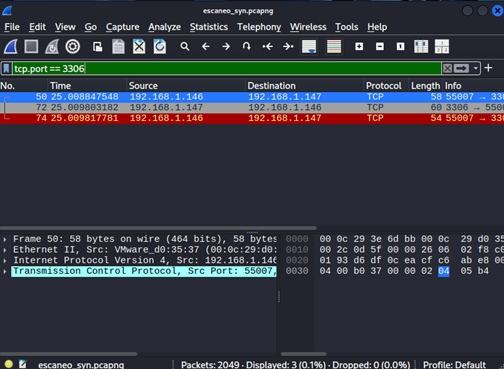 escaneo_syn.pcapng
File Edit View Go Capture Analyze Statistics Telephony Wireless Tools Help
tcp.port == 3306
No. Time Source Destination Protocol Length Info
50 25.008847548 192.168.1.146 192.168.1.147 TCP 58 55007 → 330
72 25.009803182 192.168.1.147 192.168.1.146 TCP 60 3306 → 5500
74 25.009817781 192.168.1.146 192.168.1.147 TCP 54 55007 → 330
Frame 50: 58 bytes on wire (464 bits), 58 bytes
Ethernet II, Src: VMware_d0:35:37 (00:0c:29:d0:
Internet Protocol Version 4, Src: 192.168.1.146
Transmission Control Protocol, Src Port: 55007,
0000 00 0c 29 3e 6d bb 00 0c 29 d0 35
0010 00 2c 0d 5f 00 00 26 06 02 f8 c0
0020 01 93 d6 df 0c ea cf c6 ab e8 00
0030 04 00 b0 37 00 00 02 04 05 b4
escaneo_syn.pcapng Packets: 2049 · Displayed: 3 (0.1%) · Dropped: 0 (0.0%) Profile: Default